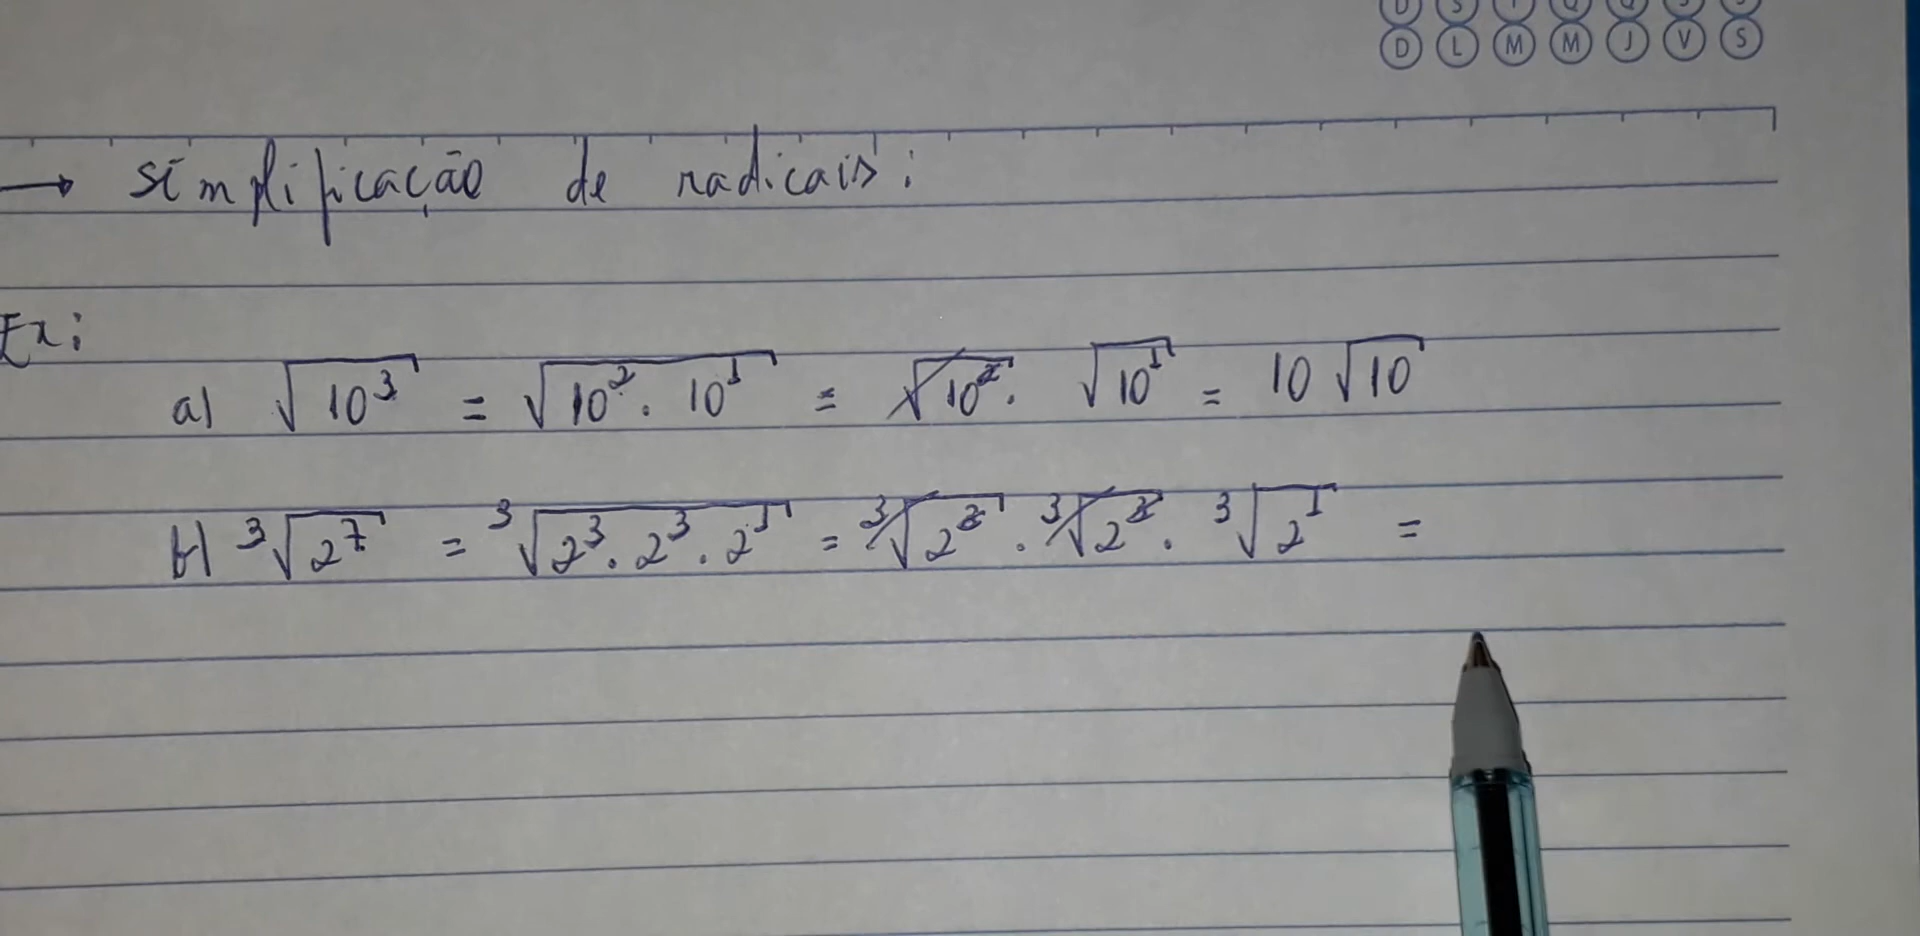 D L M M J V S
→ simplificação de radicais:
Ex:
a) √10³ = √10² · 10¹ = √10² · √10¹ = 10 √10
b) ³√2⁷ = ³√2³ · 2³ · 2¹ = ³√2³ · ³√2³ · ³√2¹ =